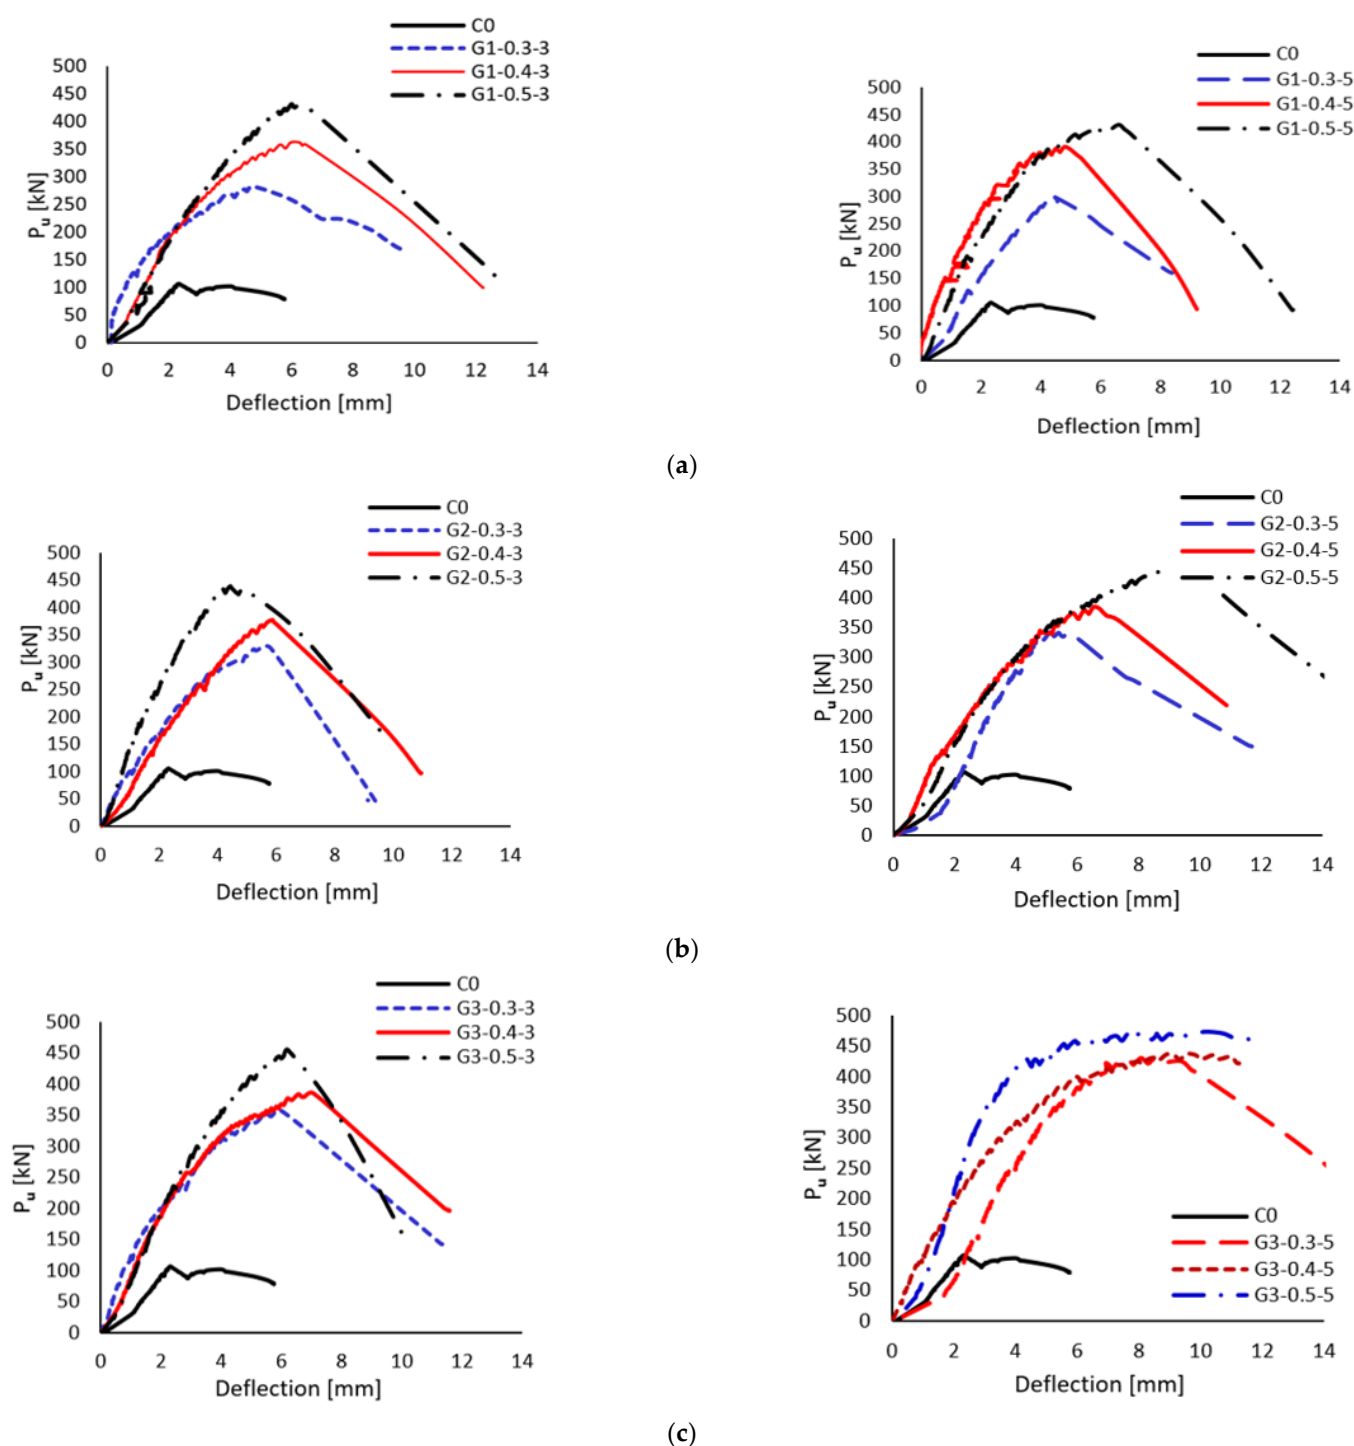 C0
G1-0.3-3
G1-0.4-3
G1-0.5-3
500
450
400
350
300
250
200
150
100
50
0
Pu [kN]
0 2 4 6 8 10 12 14
Deflection [mm]
C0
G1-0.3-5
G1-0.4-5
G1-0.5-5
500
450
400
350
300
250
200
150
100
50
0
Pu [kN]
0 2 4 6 8 10 12 14
Deflection [mm]
(a)
C0
G2-0.3-3
G2-0.4-3
G2-0.5-3
500
450
400
350
300
250
200
150
100
50
0
Pu [kN]
0 2 4 6 8 10 12 14
Deflection [mm]
C0
G2-0.3-5
G2-0.4-5
G2-0.5-5
500
450
400
350
300
250
200
150
100
50
0
Pu [kN]
0 2 4 6 8 10 12 14
Deflection [mm]
(b)
C0
G3-0.3-3
G3-0.4-3
G3-0.5-3
500
450
400
350
300
250
200
150
100
50
0
Pu [kN]
0 2 4 6 8 10 12 14
Deflection [mm]
500
450
400
350
300
250
200
150
100
50
0
Pu [kN]
C0
G3-0.3-5
G3-0.4-5
G3-0.5-5
0 2 4 6 8 10 12 14
Deflection [mm]
(c)